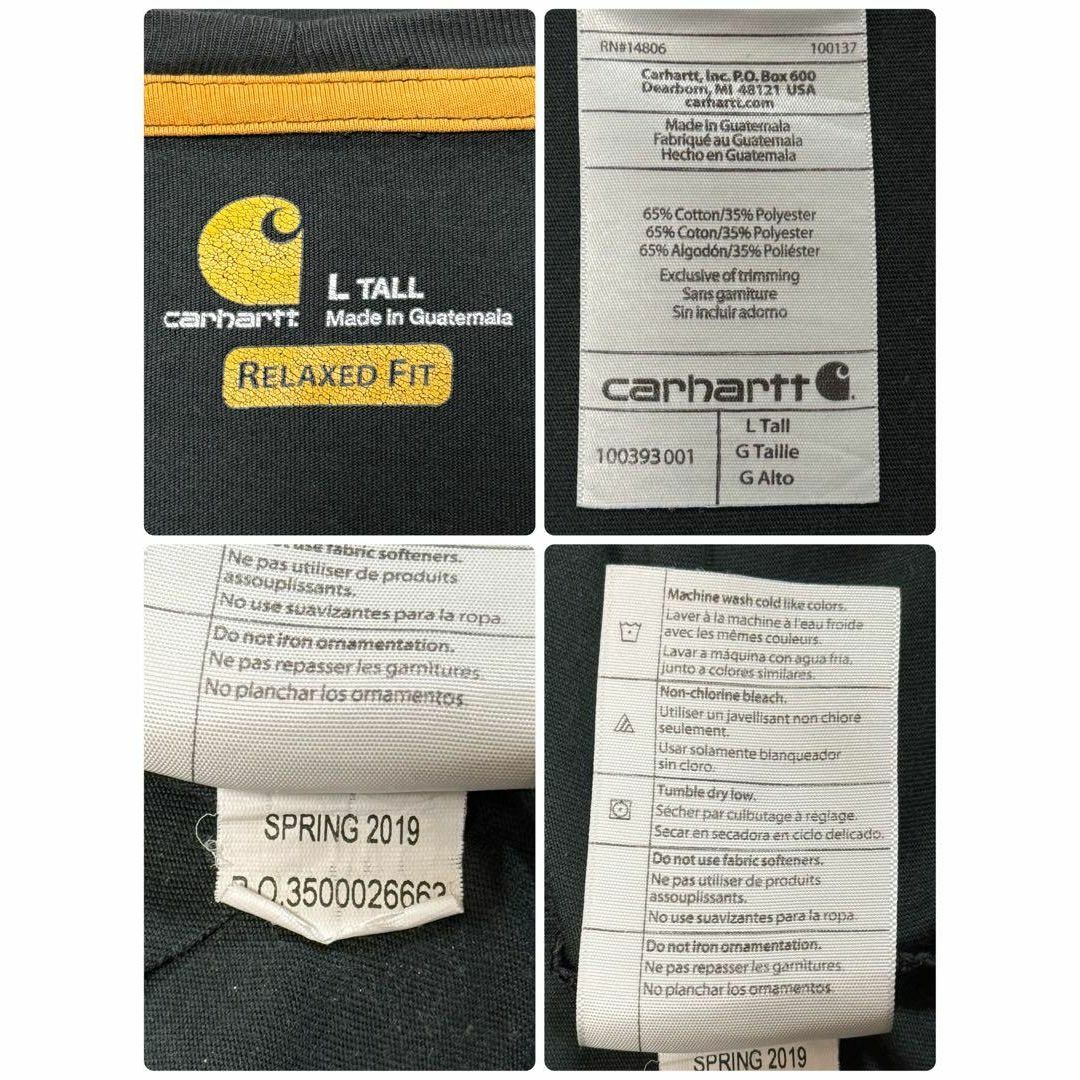 carhartt
L TALL
Made in Guatemala
RELAXED FIT
RN#14806 100137
Carhartt, Inc. P.O. Box 600
Dearborn, MI 48121 USA
carhartt.com
Made in Guatemala
Fabriqué au Guatemala
Hecho en Guatemala
65% Cotton/35% Polyester
65% Coton/35% Polyester
65% Algodón/35% Poliéster
Exclusive of trimming
Sans garniture
Sin incluir adorno
carhartt
100393 001
L Tall
G Taille
G Alto
use fabric softeners.
Ne pas utiliser de produits
assouplissants.
No use suavizantes para la ropa.
Do not iron ornamentation.
Ne pas repasser les garnitures.
No planchar los ornamentos.
SPRING 2019
P.O.3500026663
Machine wash cold like colors.
Laver à la machine à l'eau froide
avec les mêmes couleurs.
Lavar a máquina con agua fría,
junto a colores similares.
Non-chlorine bleach.
Utiliser un javellisant non chloré
seulement.
Usar solamente blanqueador
sin cloro.
Tumble dry low.
Sécher par culbutage à réglage.
Secar en secadora en ciclo delicado.
Do not use fabric softeners.
Ne pas utiliser de produits
assouplissants.
No use suavizantes para la ropa.
Do not iron ornamentation.
Ne pas repasser les garnitures.
No planchar los ornamentos.
SPRING 2019